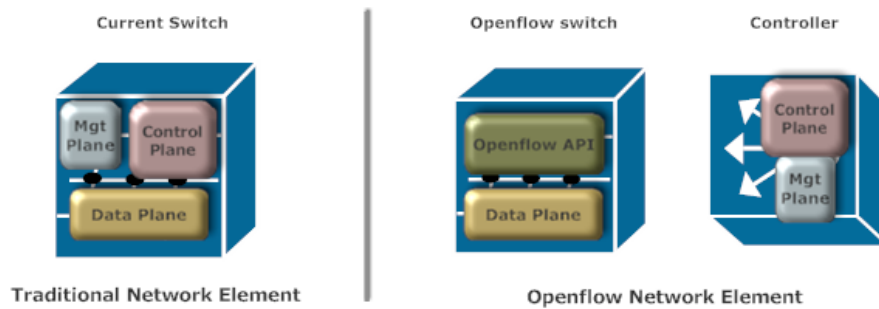 Current Switch
Openflow switch
Controller
Mgt
Plane
Control
Plane
Data Plane
Openflow API
Data Plane
Control
Plane
Mgt
Plane
Traditional Network Element
Openflow Network Element